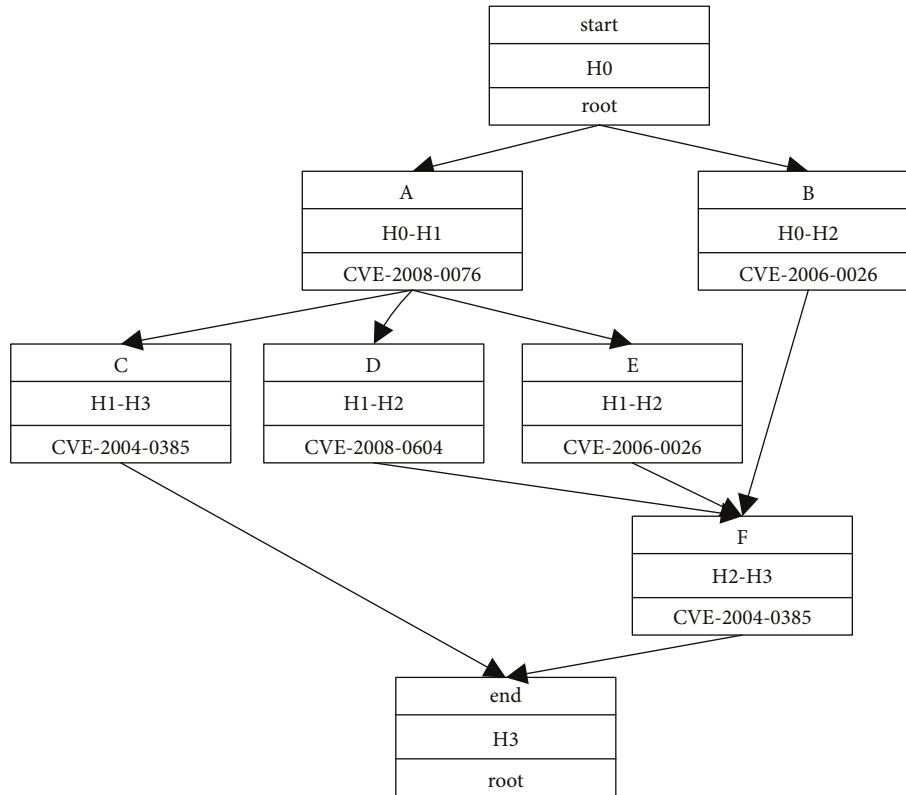 start
H0
root
A
H0-H1
CVE-2008-0076
B
H0-H2
CVE-2006-0026
C
H1-H3
CVE-2004-0385
D
H1-H2
CVE-2008-0604
E
H1-H2
CVE-2006-0026
F
H2-H3
CVE-2004-0385
end
H3
root